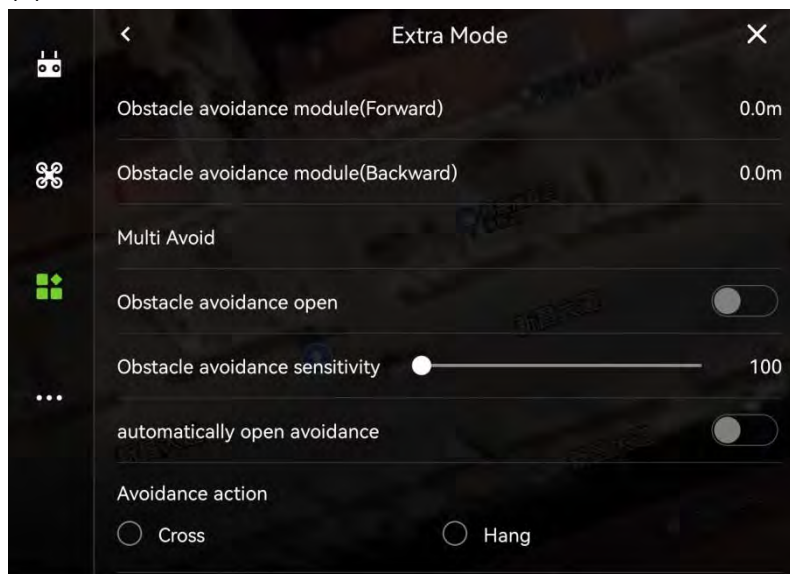 Extra Mode
Obstacle avoidance module(Forward) 0.0m
Obstacle avoidance module(Backward) 0.0m
Multi Avoid
Obstacle avoidance open
Obstacle avoidance sensitivity 100
automatically open avoidance
Avoidance action
Cross Hang